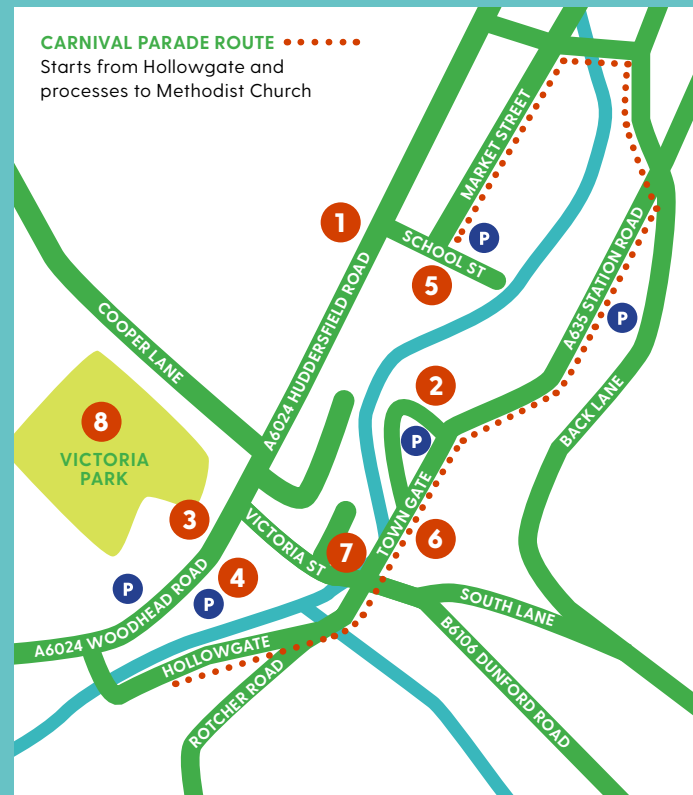 CARNIVAL PARADE ROUTE
Starts from Hollowgate and
processes to Methodist Church
MARKET STREET
1
SCHOOL ST
P
5
A635 STATION ROAD
P
A6024 HUDDERSFIELD ROAD
COOPER LANE
2
P
BACK LANE
8
VICTORIA
PARK
TOWN GATE
3
VICTORIA ST
6
7
4
P
P
A6024 WOODHEAD ROAD
SOUTH LANE
HOLLOWGATE
B6106 DUNFORD ROAD
ROTCHER ROAD